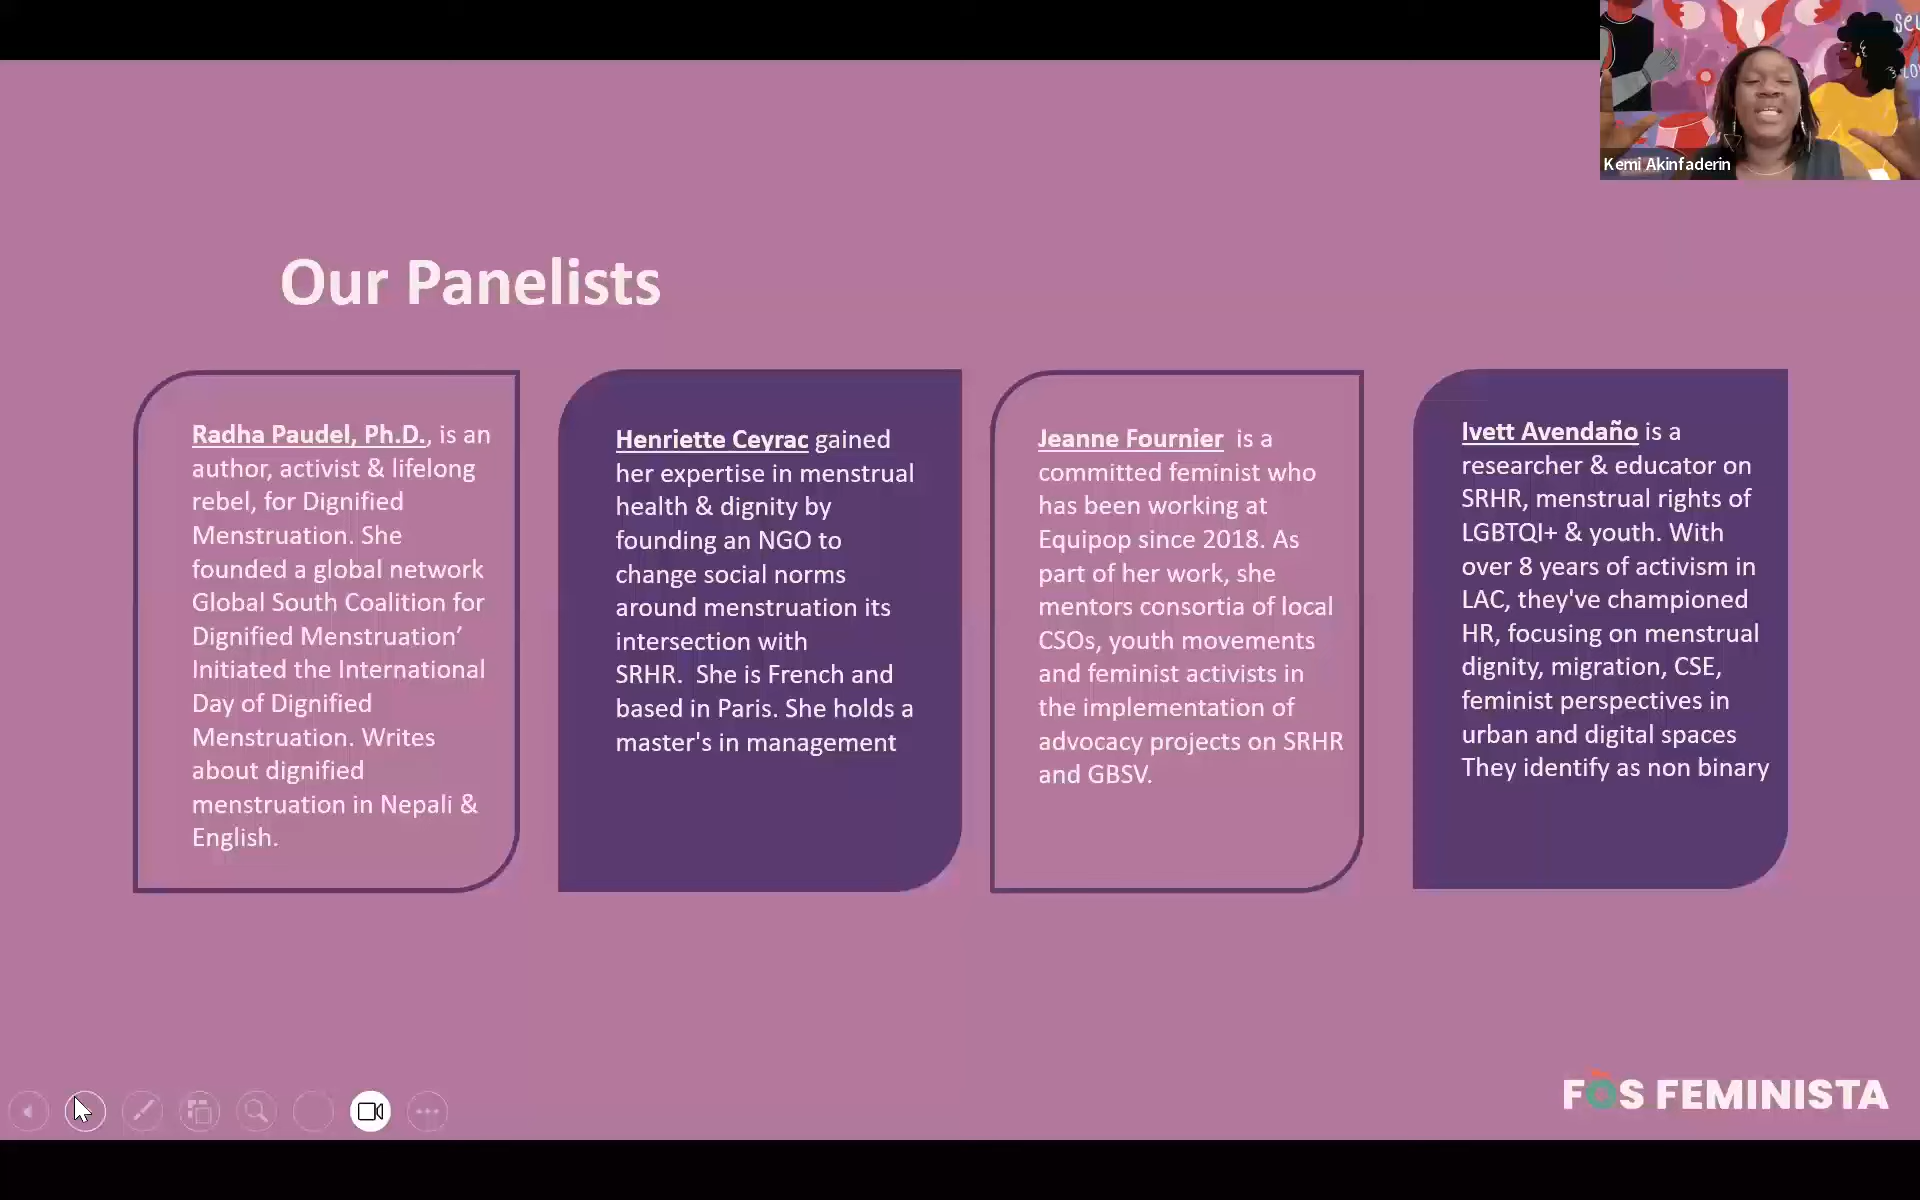 Kemi Akinfaderin
Our Panelists
Radha Paudel, Ph.D., is an
author, activist & lifelong
rebel, for Dignified
Menstruation. She
founded a global network
Global South Coalition for
Dignified Menstruation’
Initiated the International
Day of Dignified
Menstruation. Writes
about dignified
menstruation in Nepali &
English.
Henriette Ceyrac gained
her expertise in menstrual
health & dignity by
founding an NGO to
change social norms
around menstruation its
intersection with
SRHR. She is French and
based in Paris. She holds a
master's in management
Jeanne Fournier is a
committed feminist who
has been working at
Equipop since 2018. As
part of her work, she
mentors consortia of local
CSOs, youth movements
and feminist activists in
the implementation of
advocacy projects on SRHR
and GBSV.
Ivett Avendaño is a
researcher & educator on
SRHR, menstrual rights of
LGBTQI+ & youth. With
over 8 years of activism in
LAC, they've championed
HR, focusing on menstrual
dignity, migration, CSE,
feminist perspectives in
urban and digital spaces
They identify as non binary
FÒS FEMINISTA